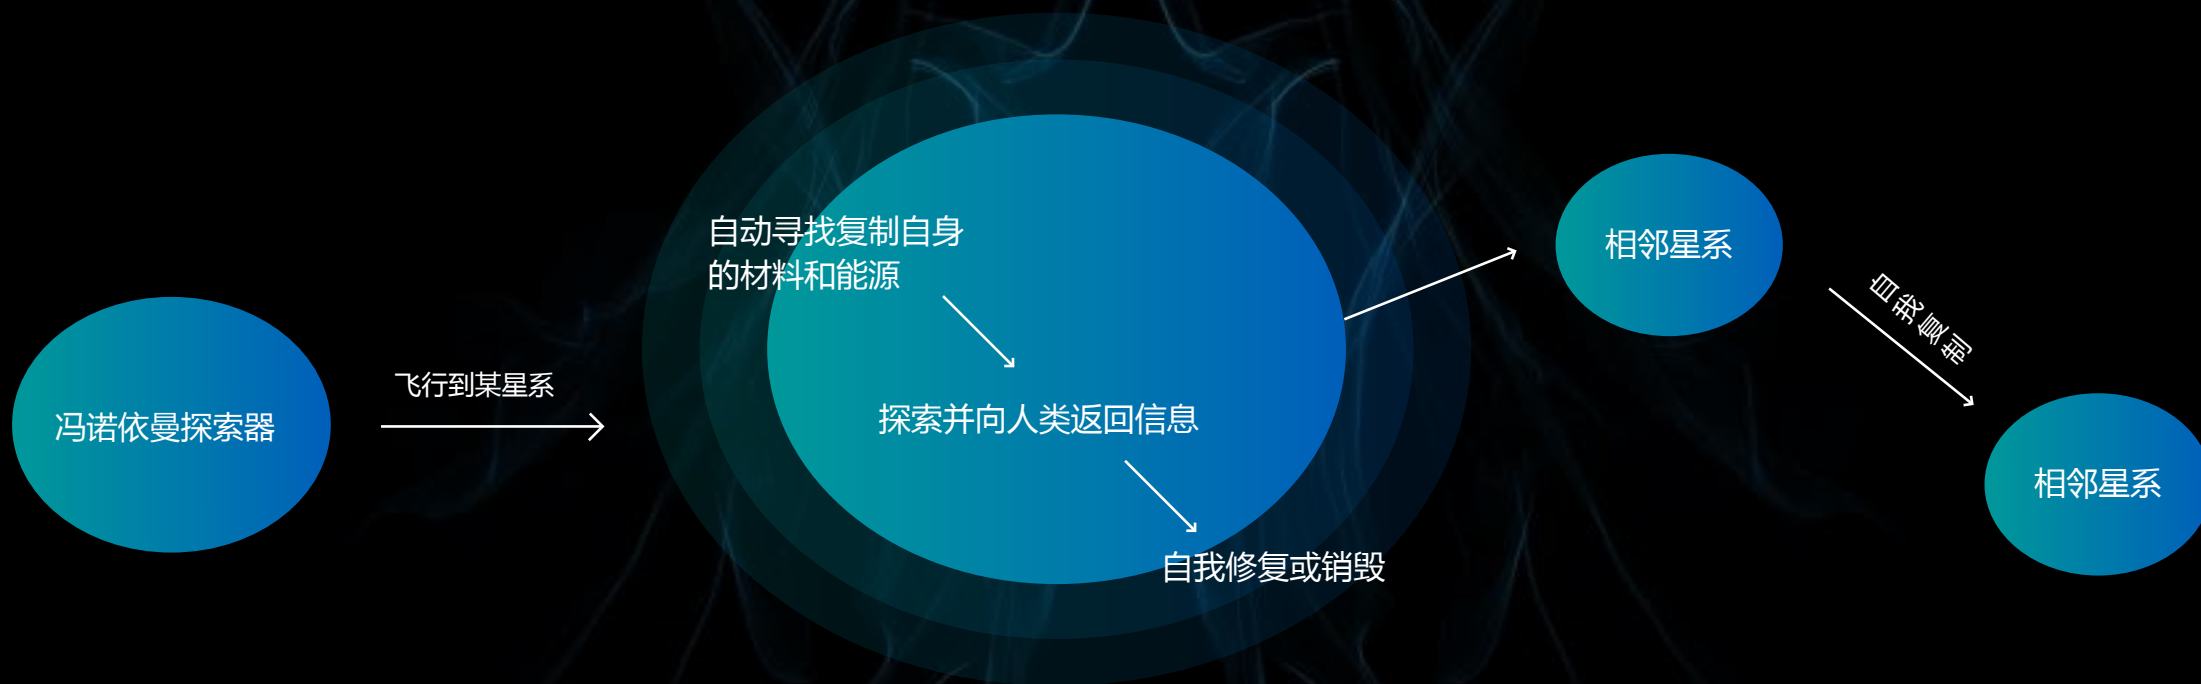 冯诺依曼探索器
飞行到某星系
自动寻找复制自身
的材料和能源
探索并向人类返回信息
自我修复或销毁
相邻星系
自我复制
相邻星系